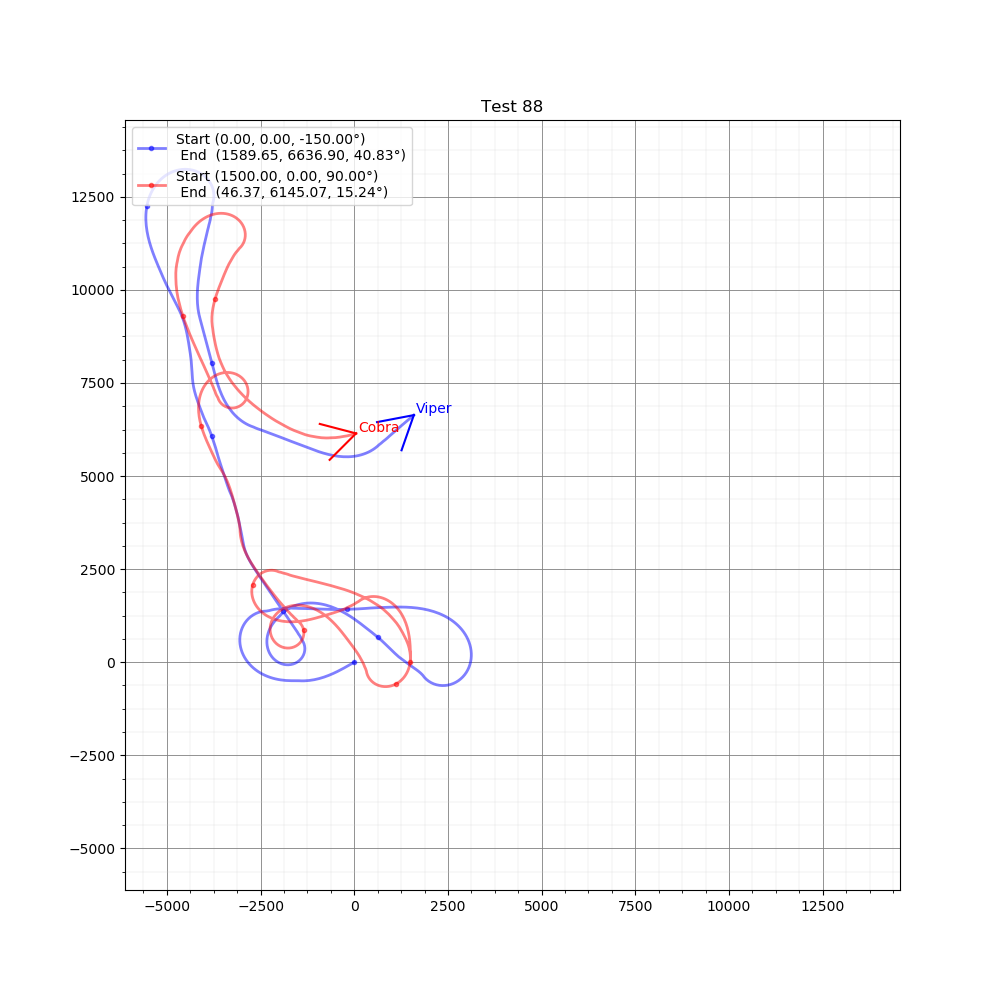 Test 88
Start (0.00, 0.00, -150.00°)
End (1589.65, 6636.90, 40.83°)
Start (1500.00, 0.00, 90.00°)
End (46.37, 6145.07, 15.24°)
12500
10000
7500
5000
2500
0
−2500
−5000
Viper
Cobra
−5000 −2500 0 2500 5000 7500 10000 12500